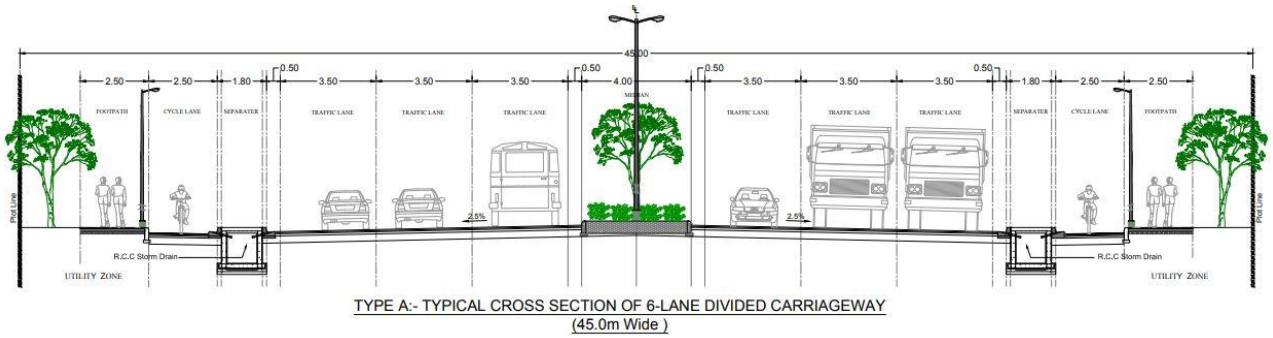 ℄
45.00
2.50 2.50 1.80 0.50 3.50 3.50 3.50 0.50 4.00 0.50 3.50 3.50 3.50 0.50 1.80 2.50 2.50
FOOTPATH CYCLE LANE SEPARATER TRAFFIC LANE TRAFFIC LANE TRAFFIC LANE MEDIAN TRAFFIC LANE TRAFFIC LANE TRAFFIC LANE SEPARATER CYCLE LANE FOOTPATH
Plot Line
Plot Line
2.5% 2.5%
R.C.C Storm Drain R.C.C Storm Drain
UTILITY ZONE UTILITY ZONE
TYPE A:- TYPICAL CROSS SECTION OF 6-LANE DIVIDED CARRIAGEWAY
(45.0m Wide )